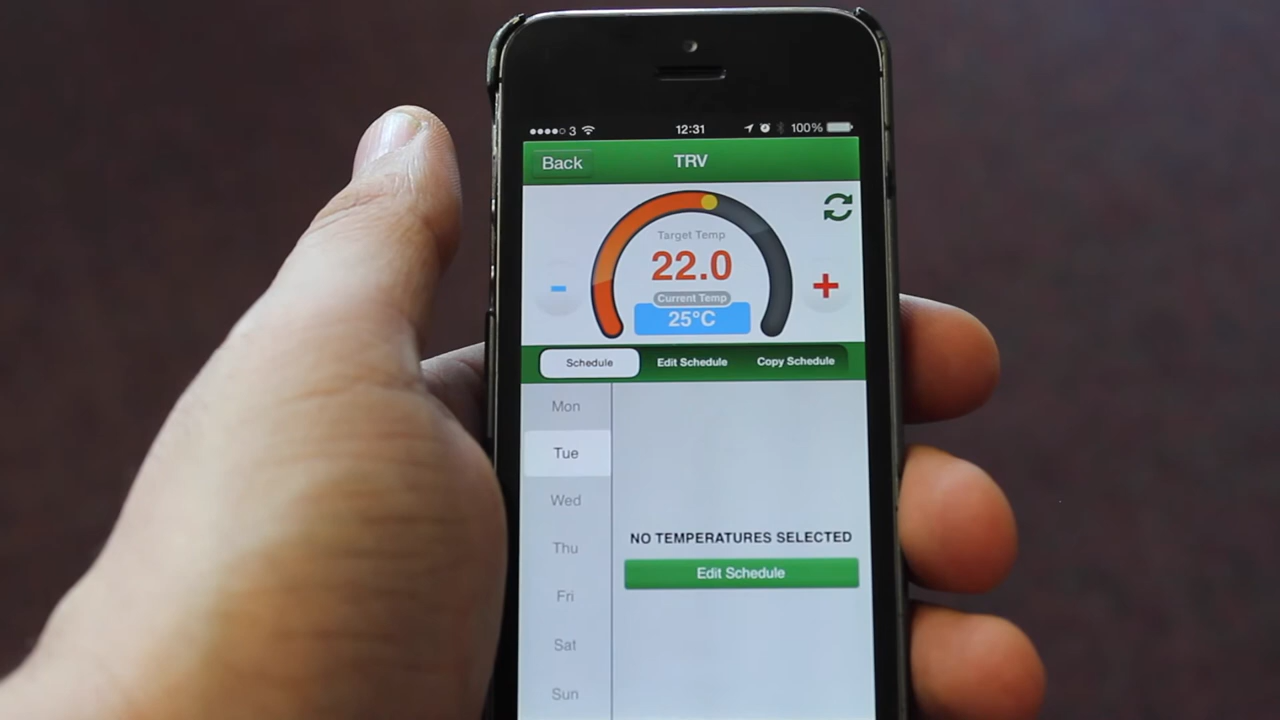 3 12:31 100%
Back TRV
Target Temp
22.0
- +
Current Temp
25°C
Schedule Edit Schedule Copy Schedule
Mon
Tue
Wed
Thu
Fri
Sat
Sun
NO TEMPERATURES SELECTED
Edit Schedule